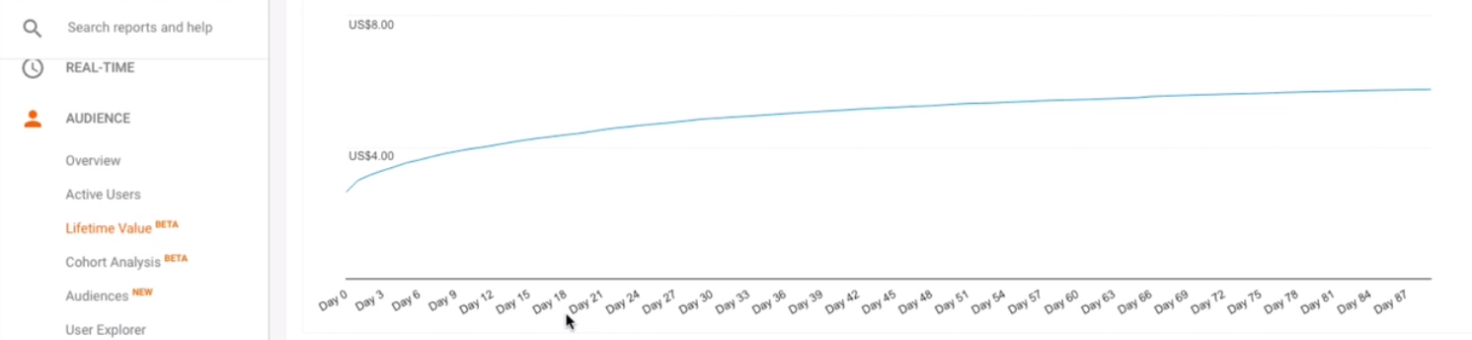 Search reports and help
REAL-TIME
AUDIENCE
Overview
Active Users
Lifetime Value BETA
Cohort Analysis BETA
Audiences NEW
User Explorer
US$8.00
US$4.00
Day 0 Day 3 Day 6 Day 9 Day 12 Day 15 Day 18 Day 21 Day 24 Day 27 Day 30 Day 33 Day 36 Day 39 Day 42 Day 45 Day 48 Day 51 Day 54 Day 57 Day 60 Day 63 Day 66 Day 69 Day 72 Day 75 Day 78 Day 81 Day 84 Day 87